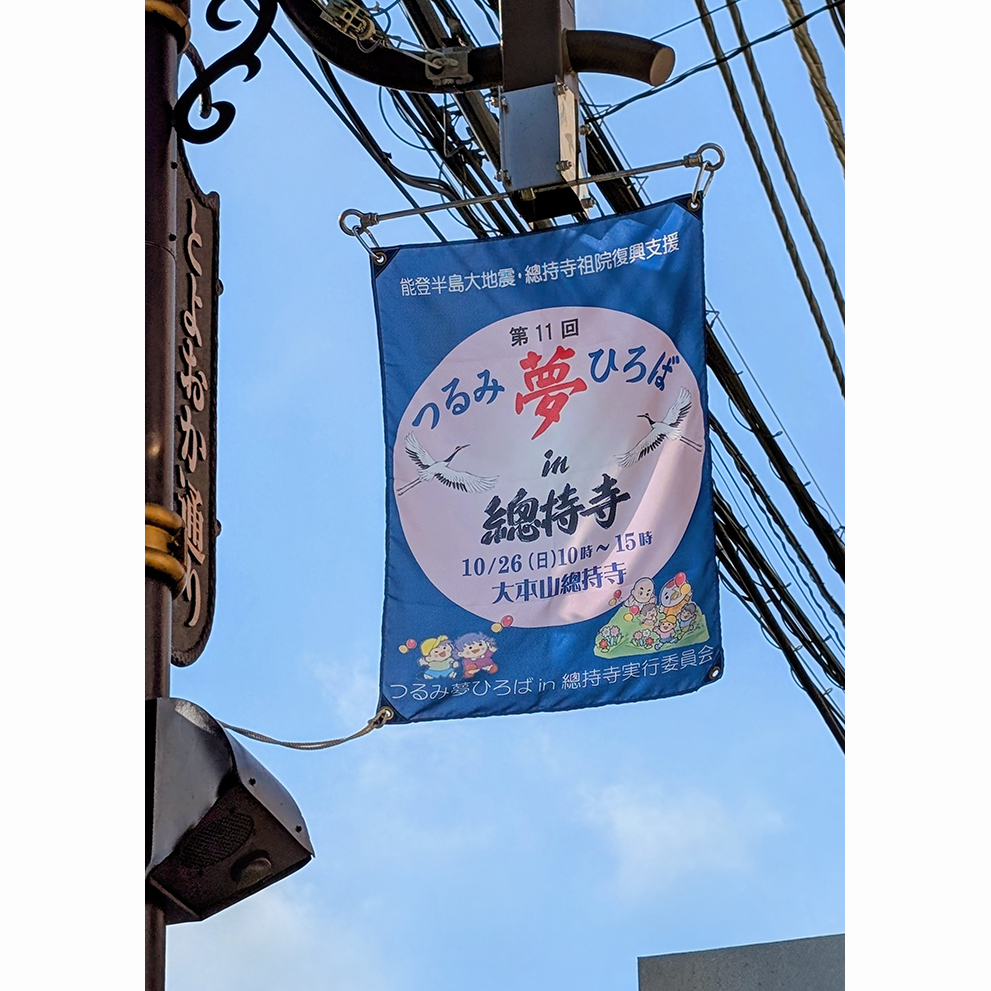 とよおか通り
能登半島大地震・總持寺祖院復興支援
第11回
つるみ夢ひろば
in
總持寺
10/26(日)10時～15時
大本山總持寺
つるみ夢ひろば in 總持寺実行委員会